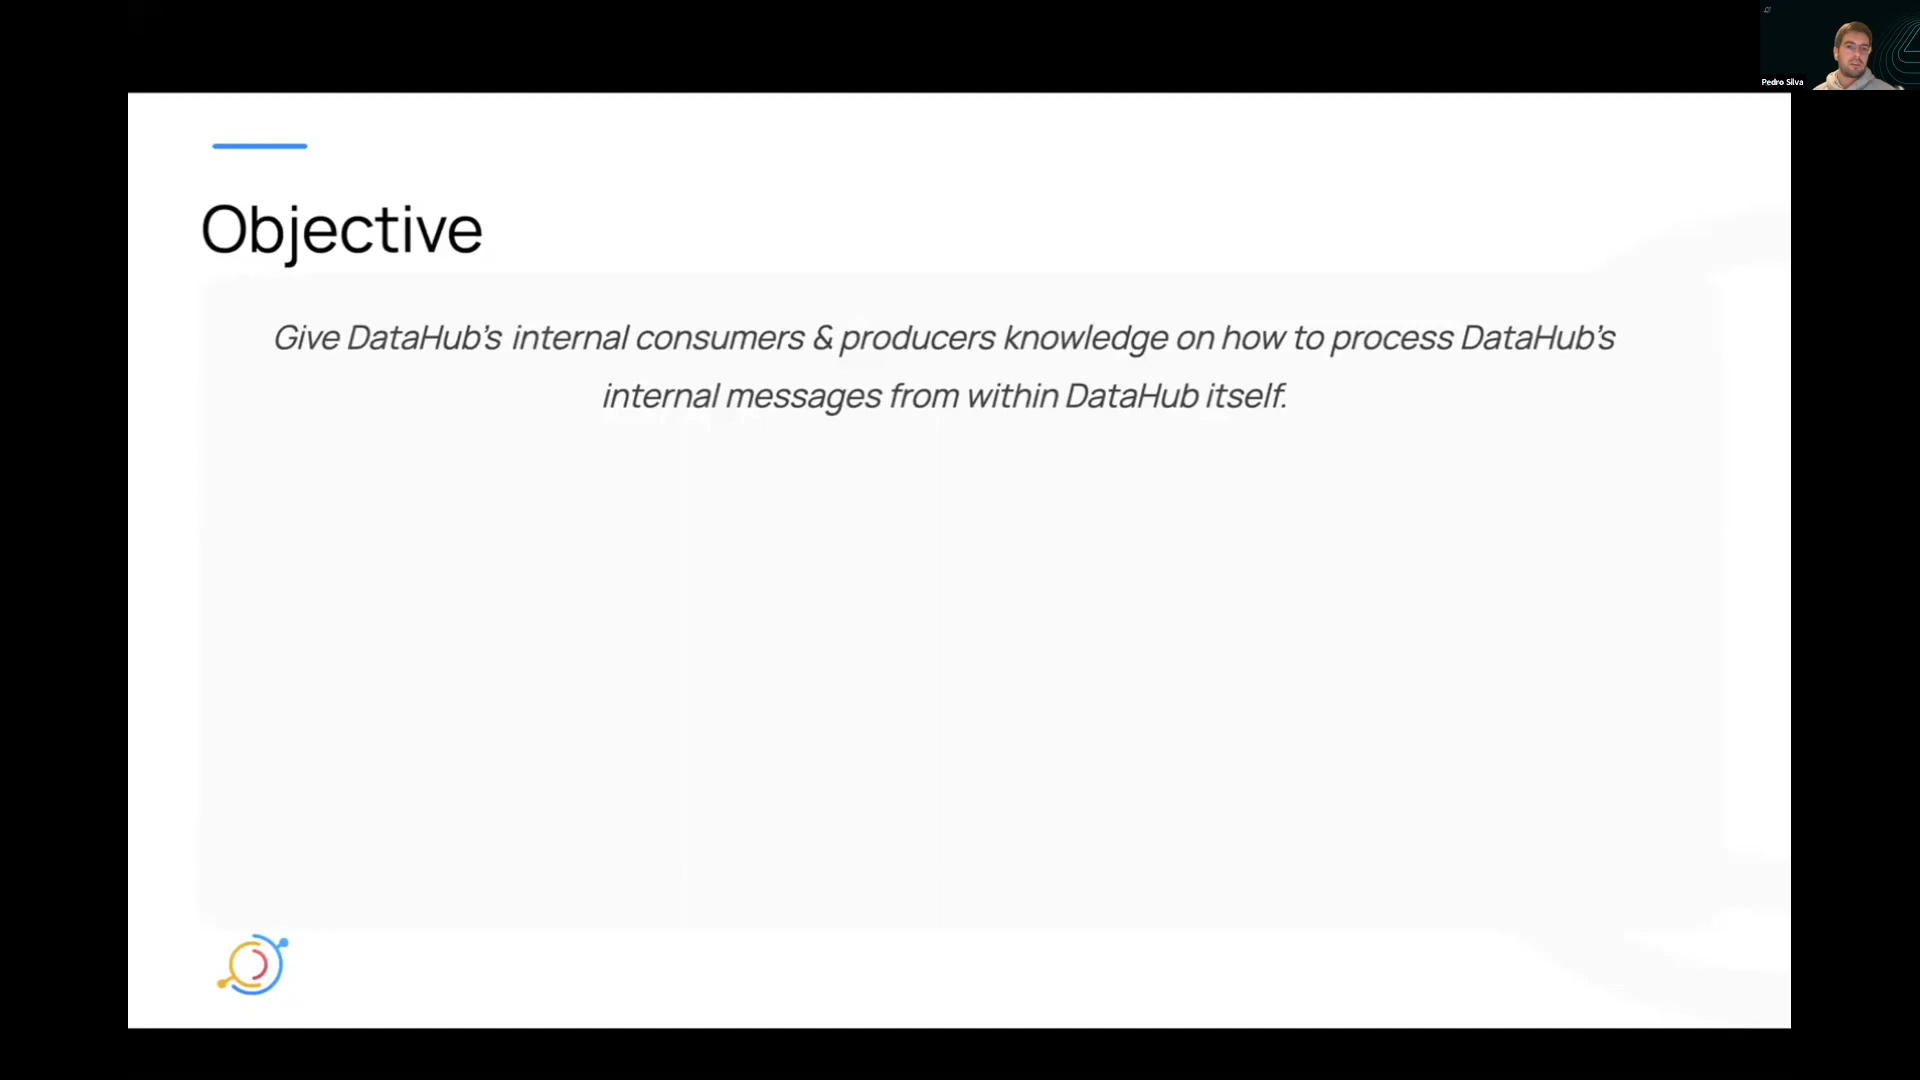 Pedro Silva
Objective
Give DataHub’s internal consumers & producers knowledge on how to process DataHub’s
internal messages from within DataHub itself.